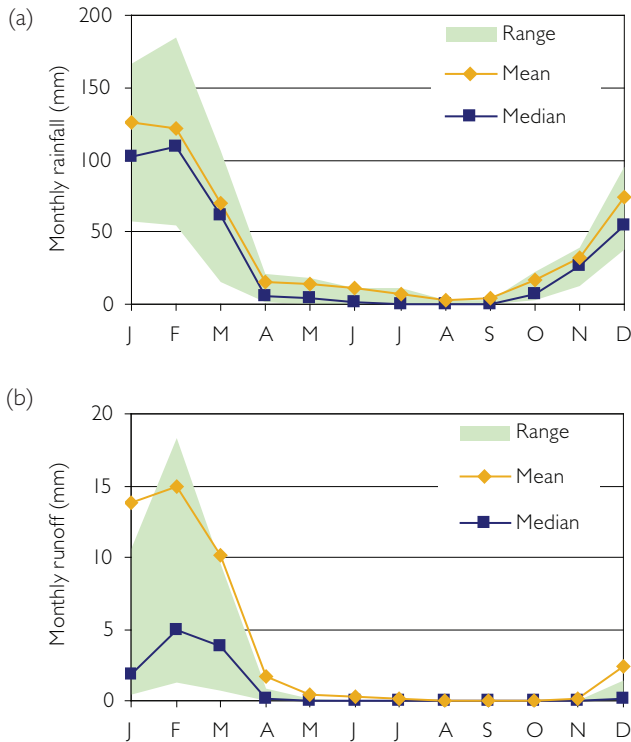 (a)
Monthly rainfall (mm)
200
150
100
50
0
Range
Mean
Median
J F M A M J J A S O N D
(b)
Monthly runoff (mm)
20
15
10
5
0
Range
Mean
Median
J F M A M J J A S O N D